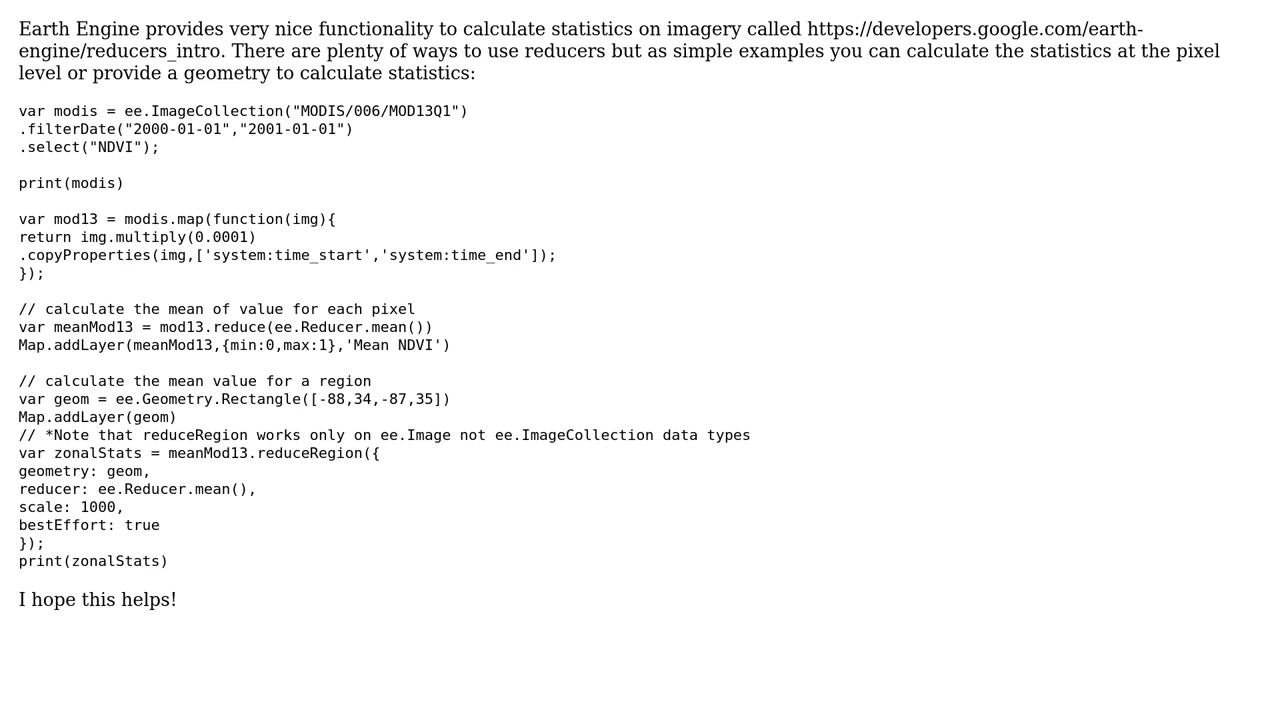 Earth Engine provides very nice functionality to calculate statistics on imagery called https://developers.google.com/earth-
engine/reducers_intro. There are plenty of ways to use reducers but as simple examples you can calculate the statistics at the pixel
level or provide a geometry to calculate statistics:
var modis = ee.ImageCollection("MODIS/006/MOD13Q1")
.filterDate("2000-01-01","2001-01-01")
.select("NDVI");
print(modis)
var mod13 = modis.map(function(img){
return img.multiply(0.0001)
.copyProperties(img,['system:time_start','system:time_end']);
});
// calculate the mean of value for each pixel
var meanMod13 = mod13.reduce(ee.Reducer.mean())
Map.addLayer(meanMod13,{min:0,max:1},'Mean NDVI')
// calculate the mean value for a region
var geom = ee.Geometry.Rectangle([-88,34,-87,35])
Map.addLayer(geom)
// *Note that reduceRegion works only on ee.Image not ee.ImageCollection data types
var zonalStats = meanMod13.reduceRegion({
geometry: geom,
reducer: ee.Reducer.mean(),
scale: 1000,
bestEffort: true
});
print(zonalStats)
I hope this helps!